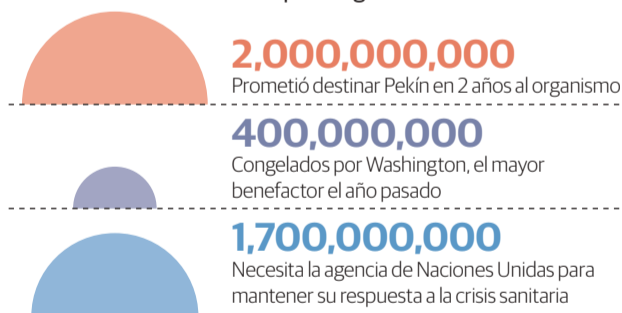 2,000,000,000
Prometió destinar Pekín en 2 años al organismo
400,000,000
Congelados por Washington, el mayor
benefactor el año pasado
1,700,000,000
Necesita la agencia de Naciones Unidas para
mantener su respuesta a la crisis sanitaria